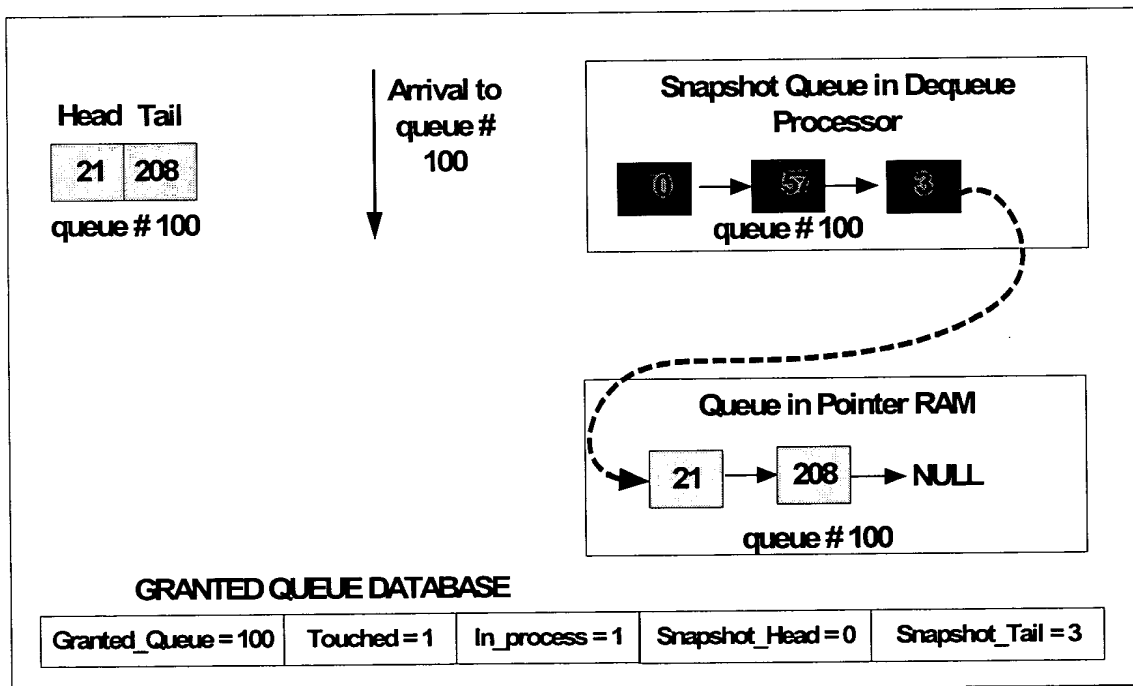 Head Tail
21 208
queue # 100
Arrival to
queue #
100
Snapshot Queue in Dequeue
Processor
0 57 3
queue # 100
Queue in Pointer RAM
21 208 NULL
queue # 100
GRANTED QUEUE DATABASE
Granted_Queue = 100 Touched = 1 In_process = 1 Snapshot_Head = 0 Snapshot_Tail = 3